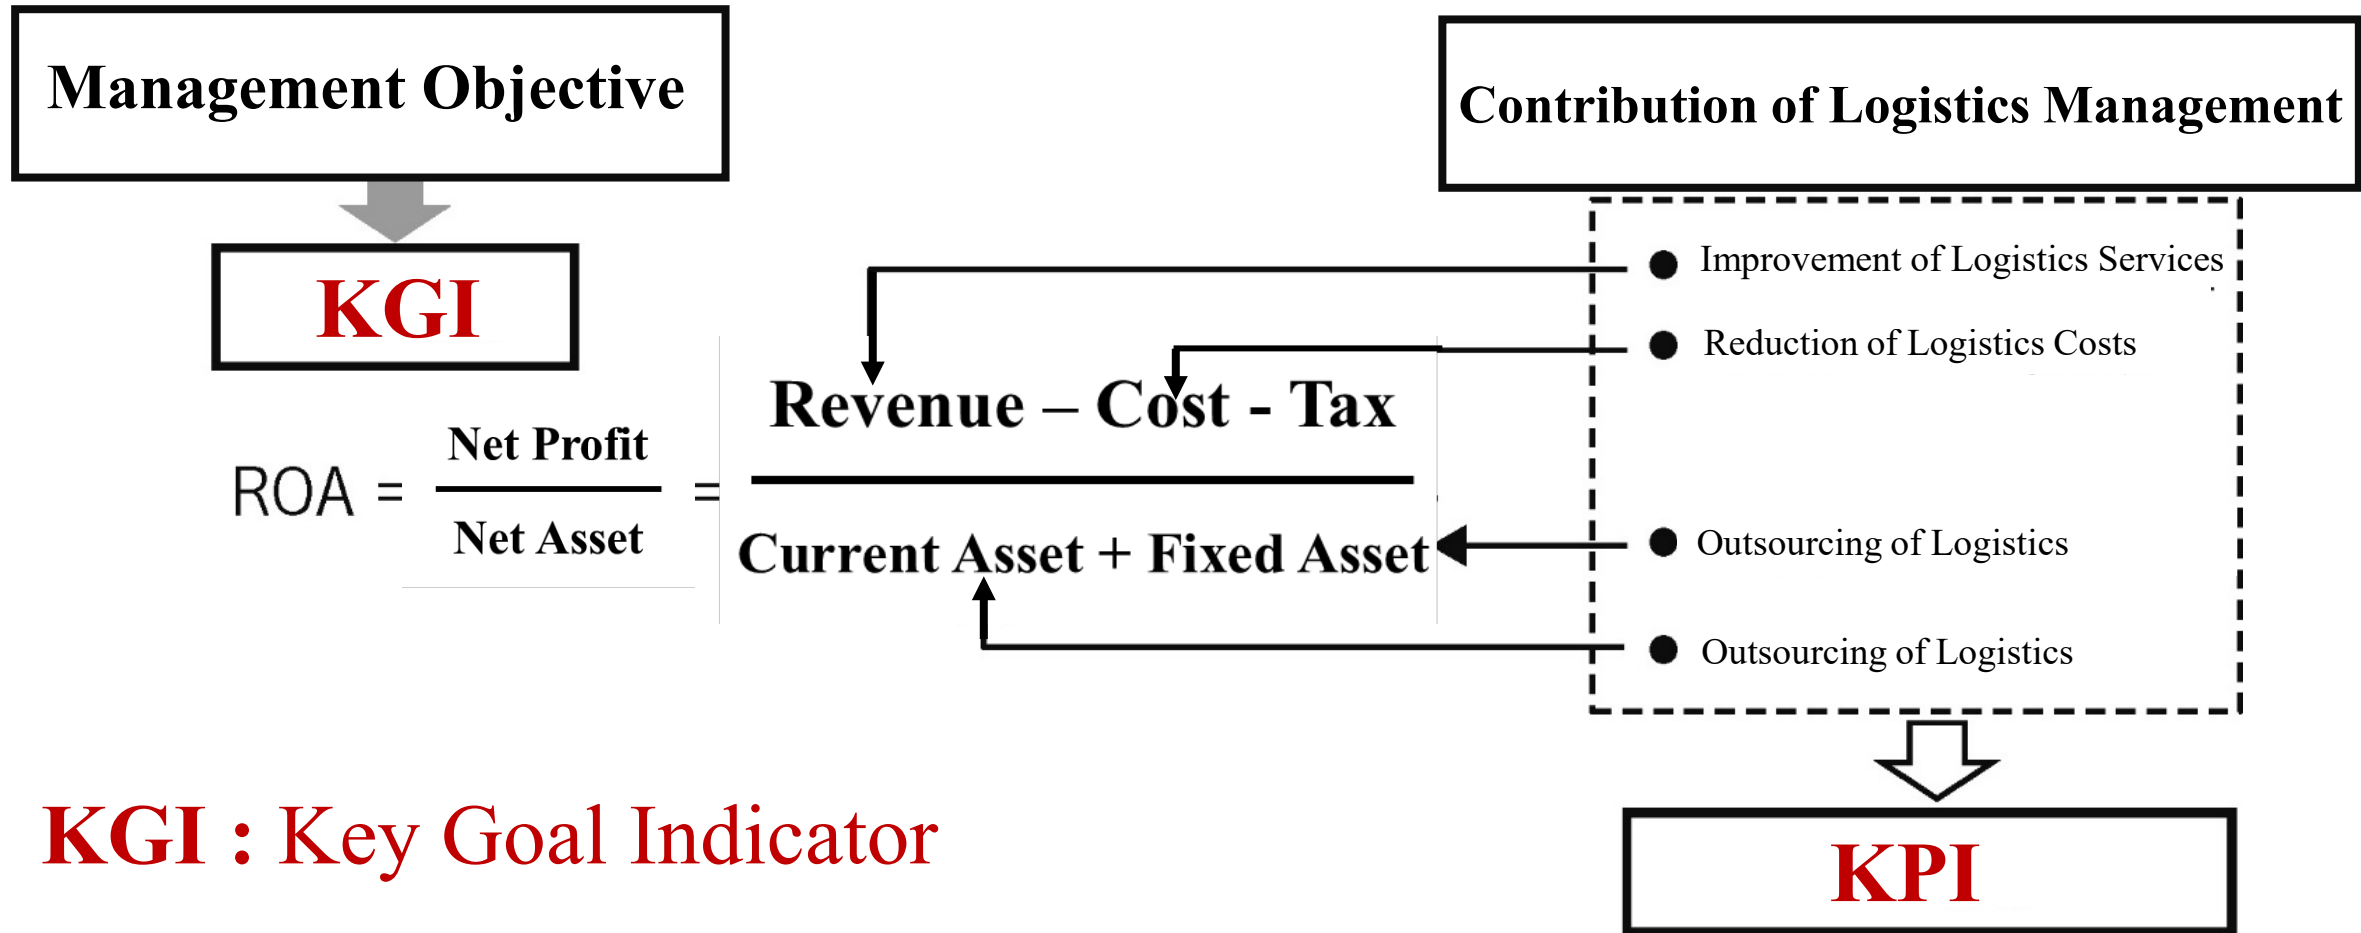 Management Objective
Contribution of Logistics Management
KGI
Improvement of Logistics Services
Reduction of Logistics Costs
ROA = Net Profit / Net Asset = Revenue – Cost - Tax / Current Asset + Fixed Asset
Outsourcing of Logistics
Outsourcing of Logistics
KGI : Key Goal Indicator
KPI